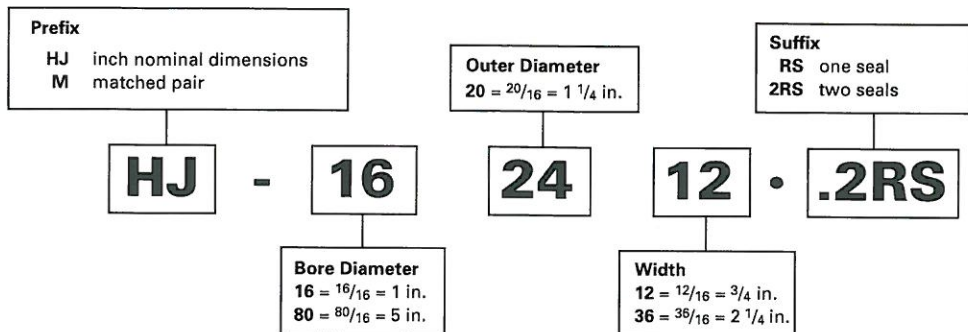 Prefix
HJ inch nominal dimensions
M matched pair
Outer Diameter
20 = 20/16 = 1 1/4 in.
Suffix
RS one seal
2RS two seals
HJ - 16 24 12 • .2RS
Bore Diameter
16 = 16/16 = 1 in.
80 = 80/16 = 5 in.
Width
12 = 12/16 = 3/4 in.
36 = 36/16 = 2 1/4 in.